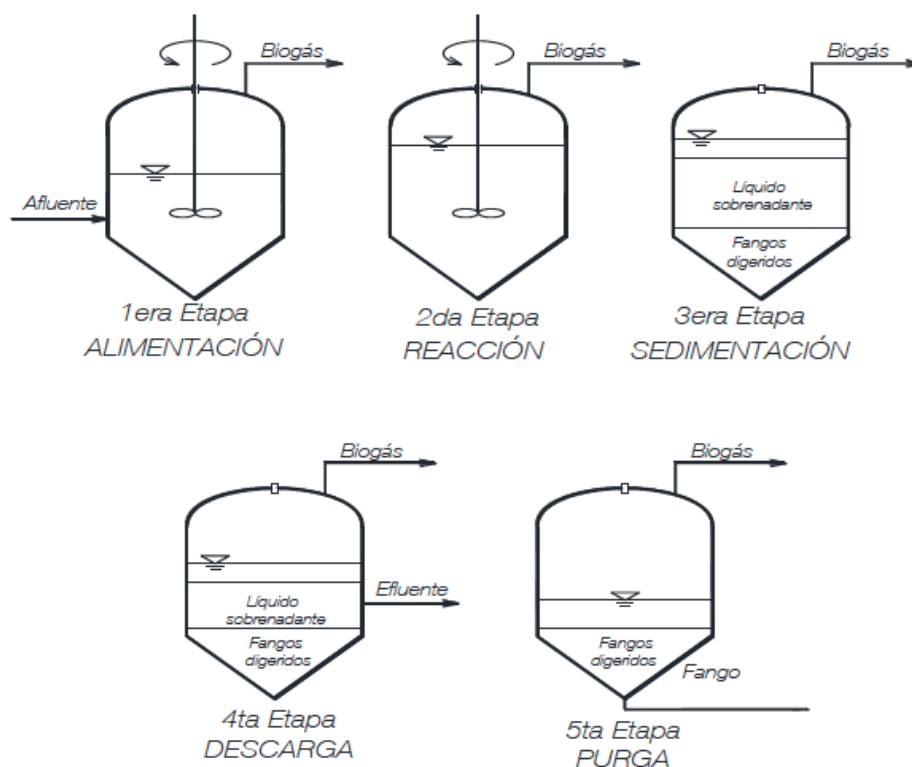 Biogás
Afluente
1era Etapa
ALIMENTACIÓN
Biogás
2da Etapa
REACCIÓN
Biogás
Líquido
sobrenadante
Fangos
digeridos
3era Etapa
SEDIMENTACIÓN
Biogás
Efluente
Líquido
sobrenadante
Fangos
digeridos
4ta Etapa
DESCARGA
Biogás
Fangos
digeridos
Fango
5ta Etapa
PURGA